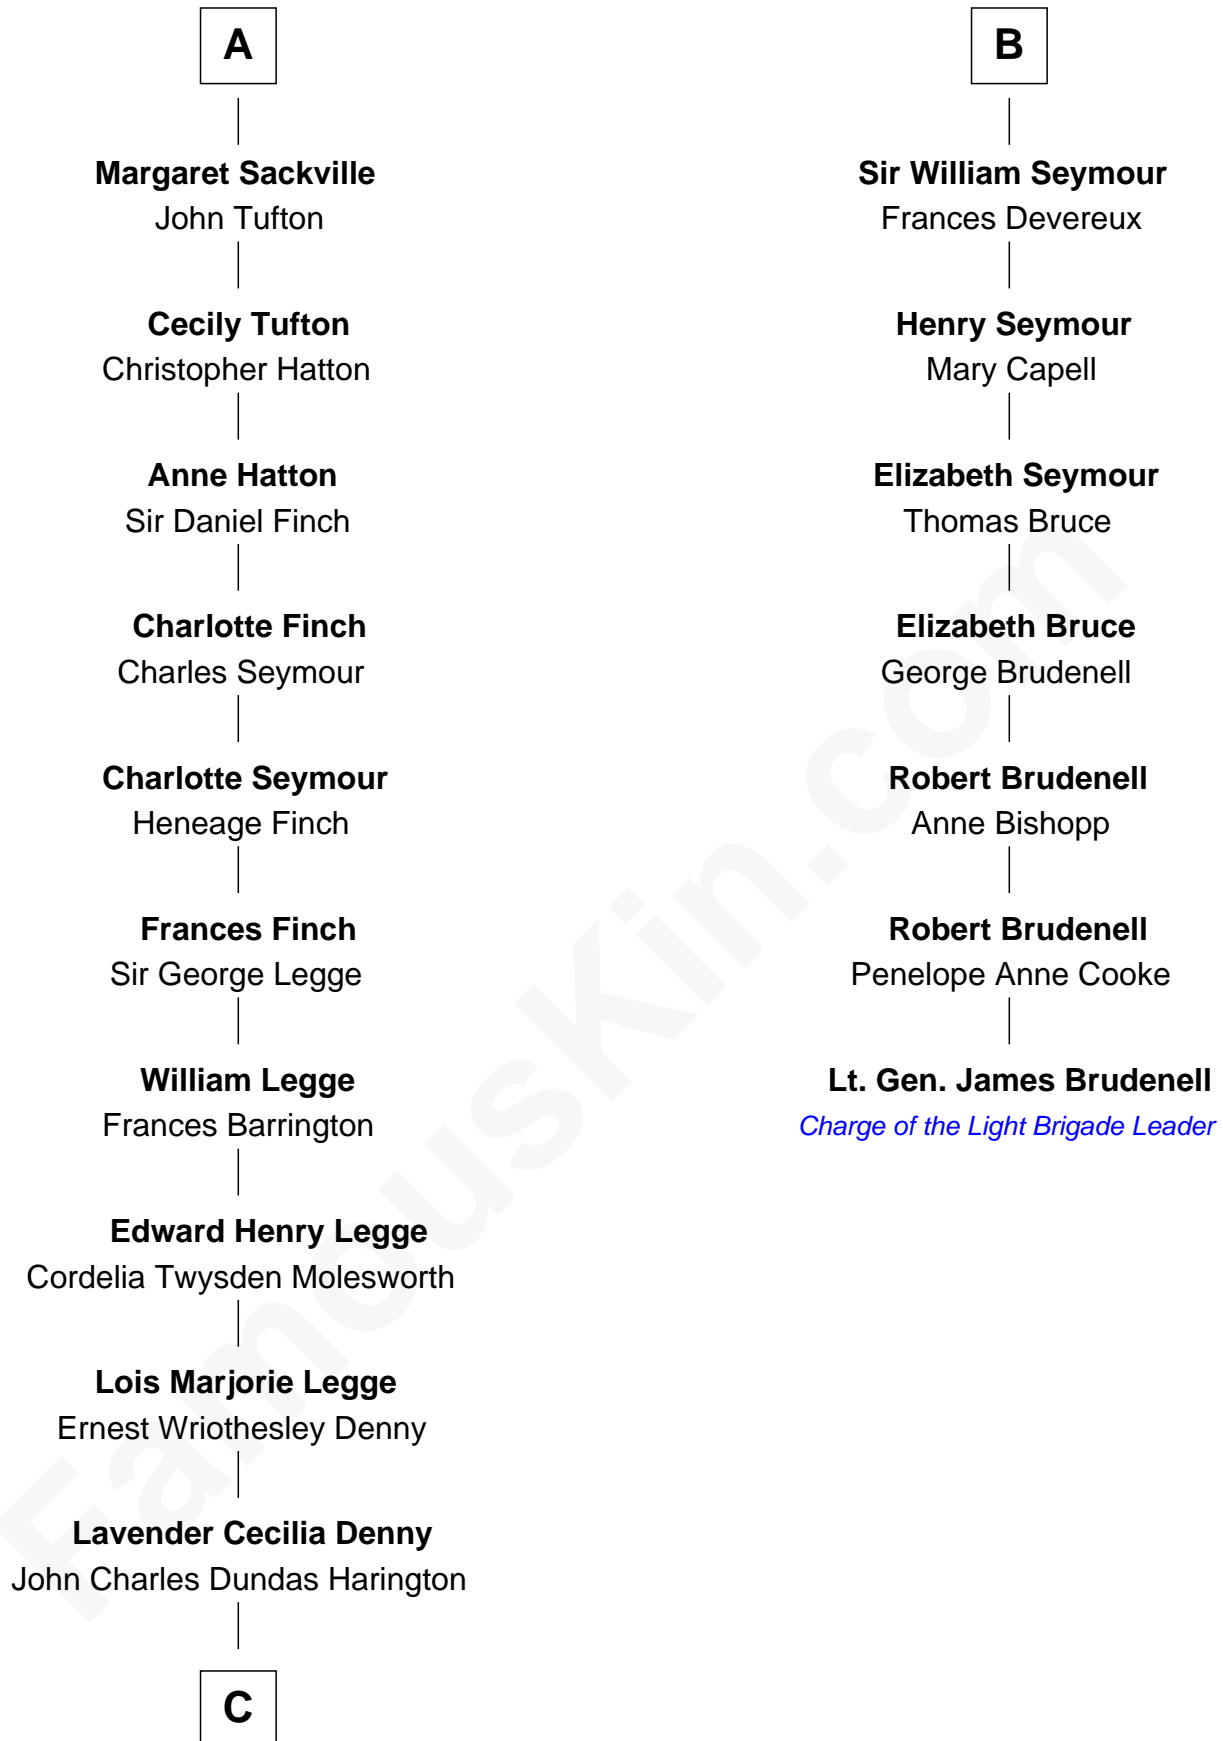 A
Margaret Sackville
John Tufton
Cecily Tufton
Christopher Hatton
Anne Hatton
Sir Daniel Finch
Charlotte Finch
Charles Seymour
Charlotte Seymour
Heneage Finch
Frances Finch
Sir George Legge
William Legge
Frances Barrington
Edward Henry Legge
Cordelia Twysden Molesworth
Lois Marjorie Legge
Ernest Wriothesley Denny
Lavender Cecilia Denny
John Charles Dundas Harington
C
B
Sir William Seymour
Frances Devereux
Henry Seymour
Mary Capell
Elizabeth Seymour
Thomas Bruce
Elizabeth Bruce
George Brudenell
Robert Brudenell
Anne Bishopp
Robert Brudenell
Penelope Anne Cooke
Lt. Gen. James Brudenell
Charge of the Light Brigade Leader
FamousKin.com